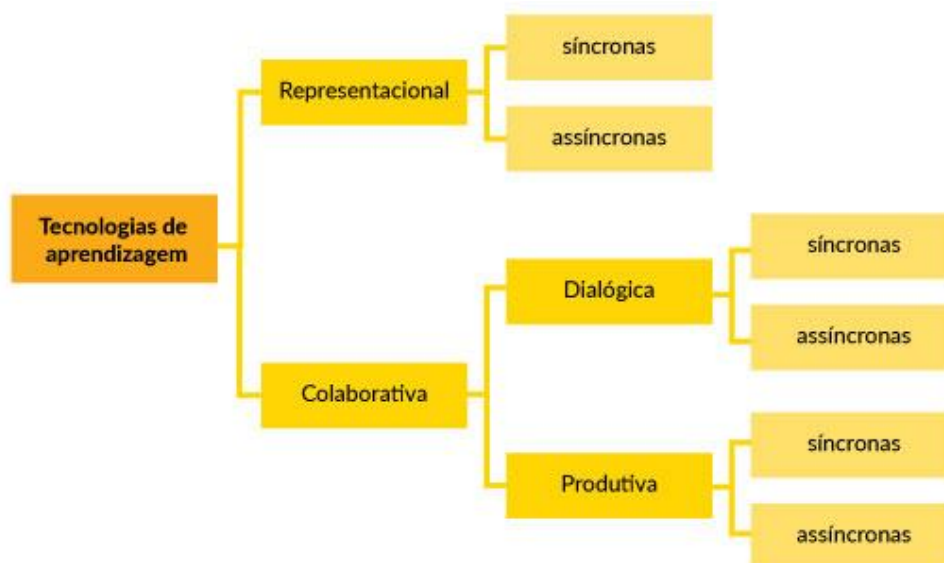 síncronas
Representacional
assíncronas
Tecnologias de
aprendizagem
síncronas
Dialógica
assíncronas
Colaborativa
síncronas
Produtiva
assíncronas